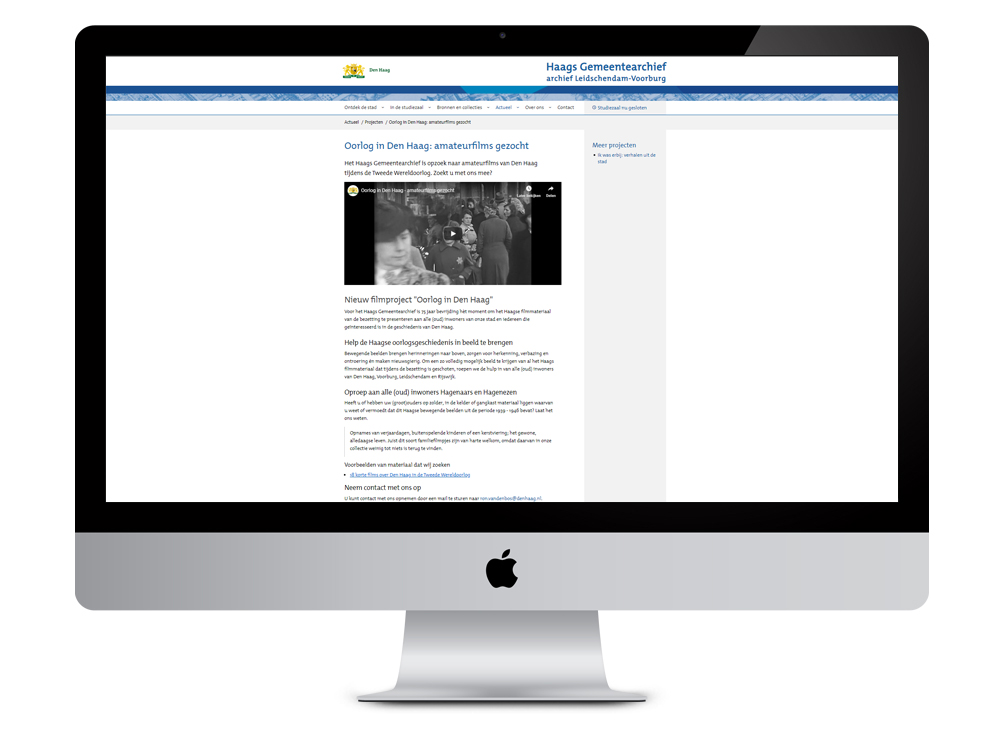 Den Haag
Haags Gemeentearchief
archief Leidschendam-Voorburg
Ontdek de stad In de studiezaal Bronnen en collecties Actueel Over ons Contact
Studiezaal nu gesloten
Actueel / Projecten / Oorlog in Den Haag: amateurfilms gezocht
Oorlog in Den Haag: amateurfilms gezocht
Het Haags Gemeentearchief is opzoek naar amateurfilms van Den Haag
tijdens de Tweede Wereldoorlog. Zoekt u met ons mee?
Oorlog in Den Haag - amateurfilms gezocht
Later bekijken Delen
Nieuw filmproject "Oorlog in Den Haag"
Voor het Haags Gemeentearchief is 75 jaar bevrijding hét moment om het Haagse filmmateriaal
van de bezetting te presenteren aan alle (oud) inwoners van onze stad en iedereen die
geïnteresseerd is in de geschiedenis van Den Haag.
Help de Haagse oorlogsgeschiedenis in beeld te brengen
Bewegende beelden brengen herinneringen naar boven, zorgen voor herkenning, verbazing en
ontroering én maken nieuwsgierig. Om een zo volledig mogelijk beeld te krijgen van al het Haags
filmmateriaal dat tijdens de bezetting is geschoten, roepen we de hulp in van alle (oud) inwoners
van Den Haag, Voorburg, Leidschendam en Rijswijk.
Oproep aan alle (oud) inwoners Hagenaars en Hagenezen
Heeft u of hebben uw (groot)ouders op zolder, in de kelder of gangkast materiaal liggen waarvan
u weet of vermoedt dat dit Haagse bewegende beelden uit de periode 1939 - 1946 bevat? Laat het
ons weten.
Opnames van verjaardagen, buitenspelende kinderen of een kerstviering; het gewone,
alledaagse leven. Juist dit soort familiefilmpjes zijn van harte welkom, omdat daarvan in onze
collectie weinig tot niets is terug te vinden.
Voorbeelden van materiaal dat wij zoeken
18 korte films over Den Haag in de Tweede Wereldoorlog
Neem contact met ons op
U kunt contact met ons opnemen door een mail te sturen naar ron.vandenbos@denhaag.nl.
Meer projecten
Ik was erbij: verhalen uit de
stad